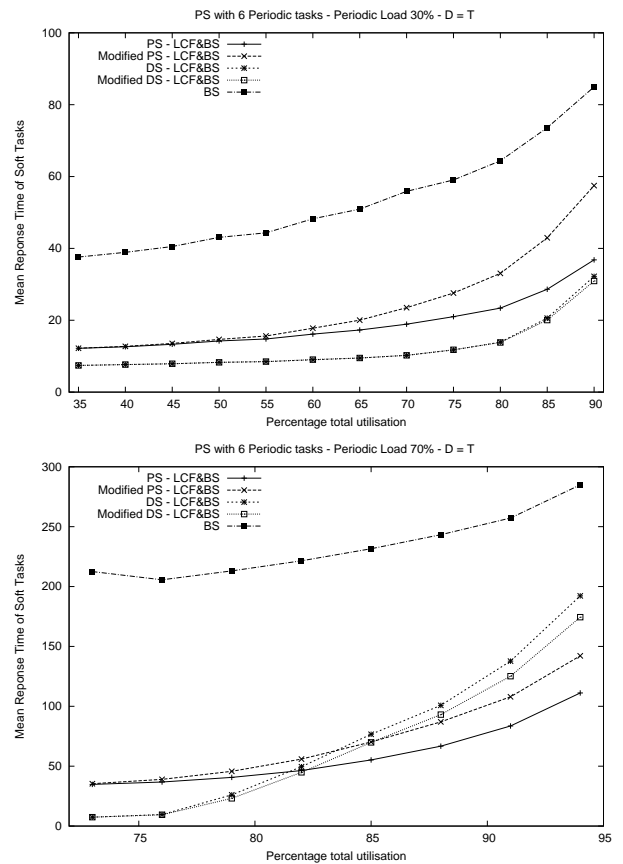 PS with 6 Periodic tasks - Periodic Load 30% - D = T
100
80
60
40
20
0
Mean Reponse Time of Soft Tasks
PS - LCF&BS
Modified PS - LCF&BS
DS - LCF&BS
Modified DS - LCF&BS
BS
35 40 45 50 55 60 65 70 75 80 85 90
Percentage total utilisation
PS with 6 Periodic tasks - Periodic Load 70% - D = T
300
250
200
150
100
50
0
Mean Reponse Time of Soft Tasks
PS - LCF&BS
Modified PS - LCF&BS
DS - LCF&BS
Modified DS - LCF&BS
BS
75 80 85 90 95
Percentage total utilisation